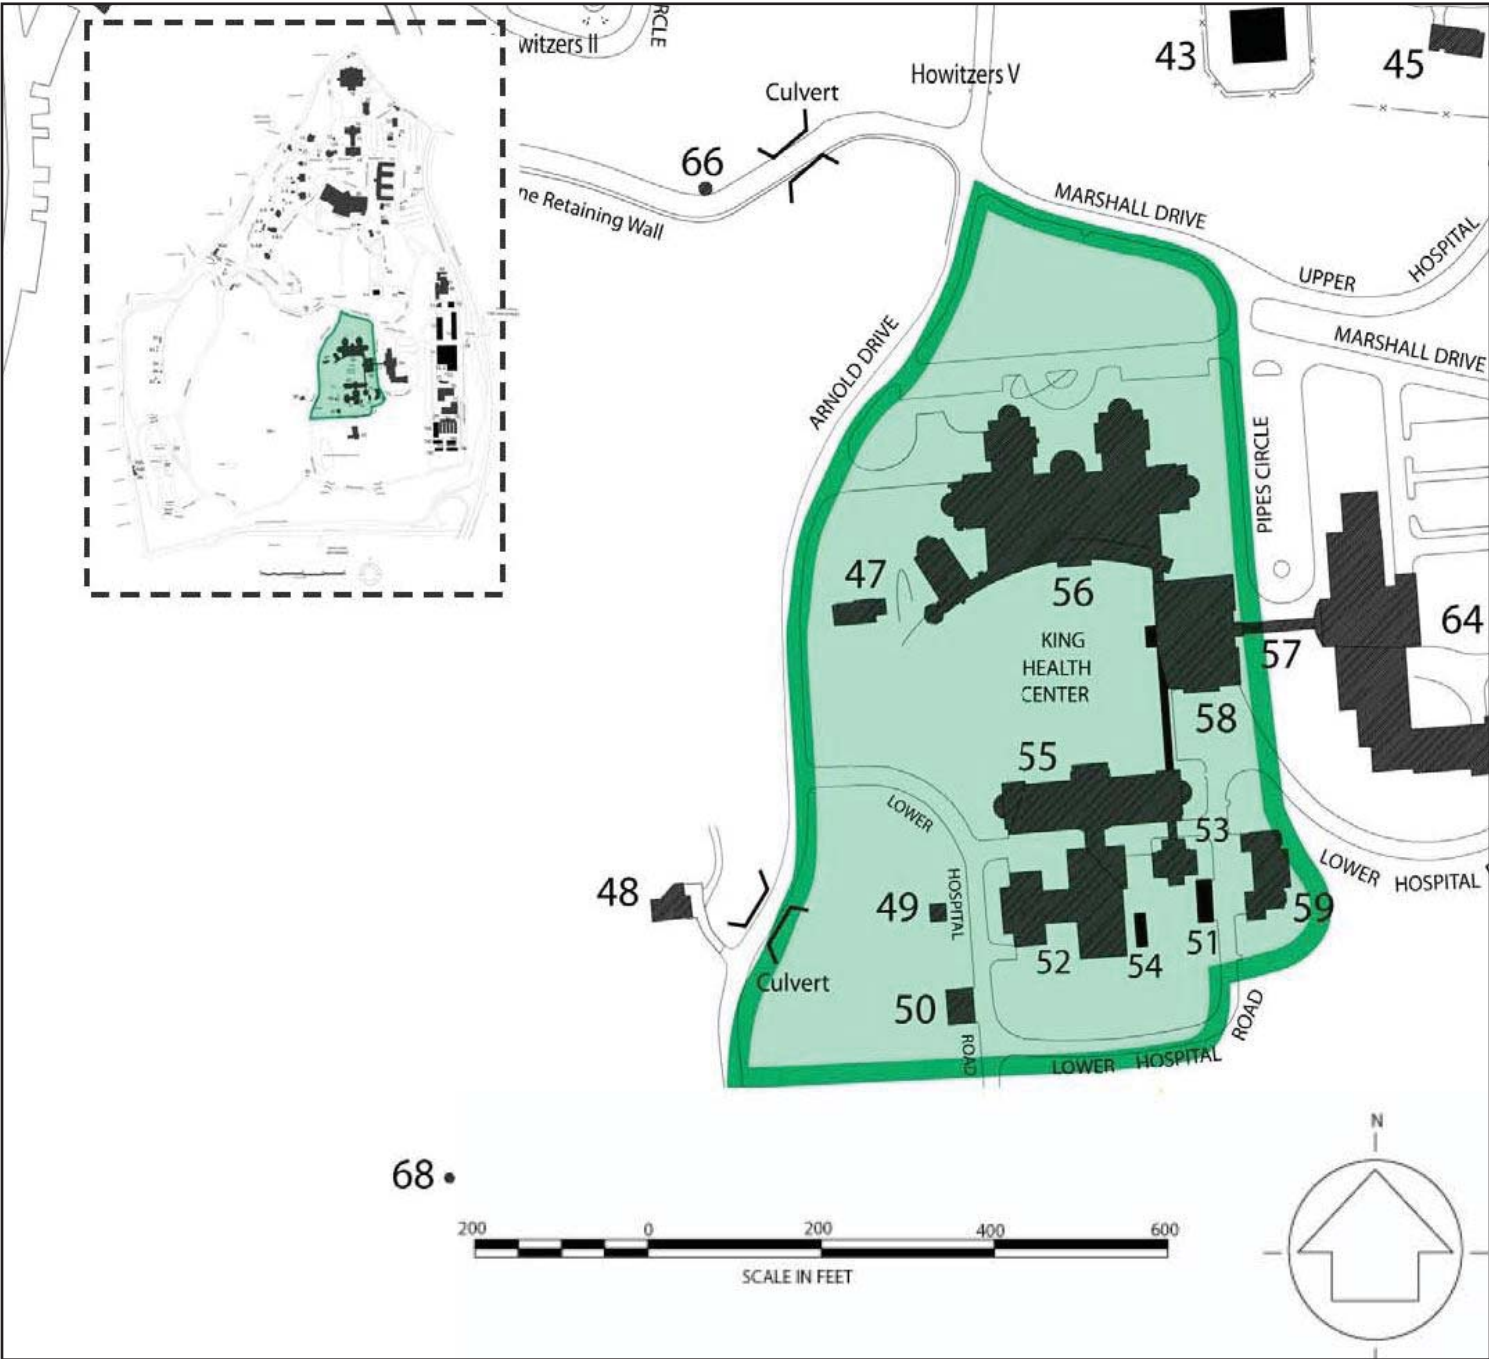 witzers II
RCLE
Howitzers V
43
45
Culvert
66
ne Retaining Wall
MARSHALL DRIVE
UPPER
HOSPITAL
MARSHALL DRIVE
ARNOLD DRIVE
PIPES CIRCLE
47
56
KING
HEALTH
CENTER
57
64
58
55
LOWER
53
LOWER
HOSPITAL
48
49
HOSPITAL
59
52
54
51
Culvert
50
ROAD
ROAD
LOWER
HOSPITAL
68
200
0
200
400
600
SCALE IN FEET
N